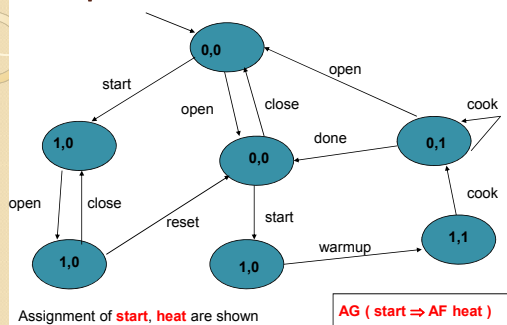 0,0
start
open
close
open
cook
1,0
0,0
done
0,1
open
close
reset
start
cook
1,0
1,0
warmup
1,1
Assignment of start, heat are shown
AG ( start ⇒ AF heat )